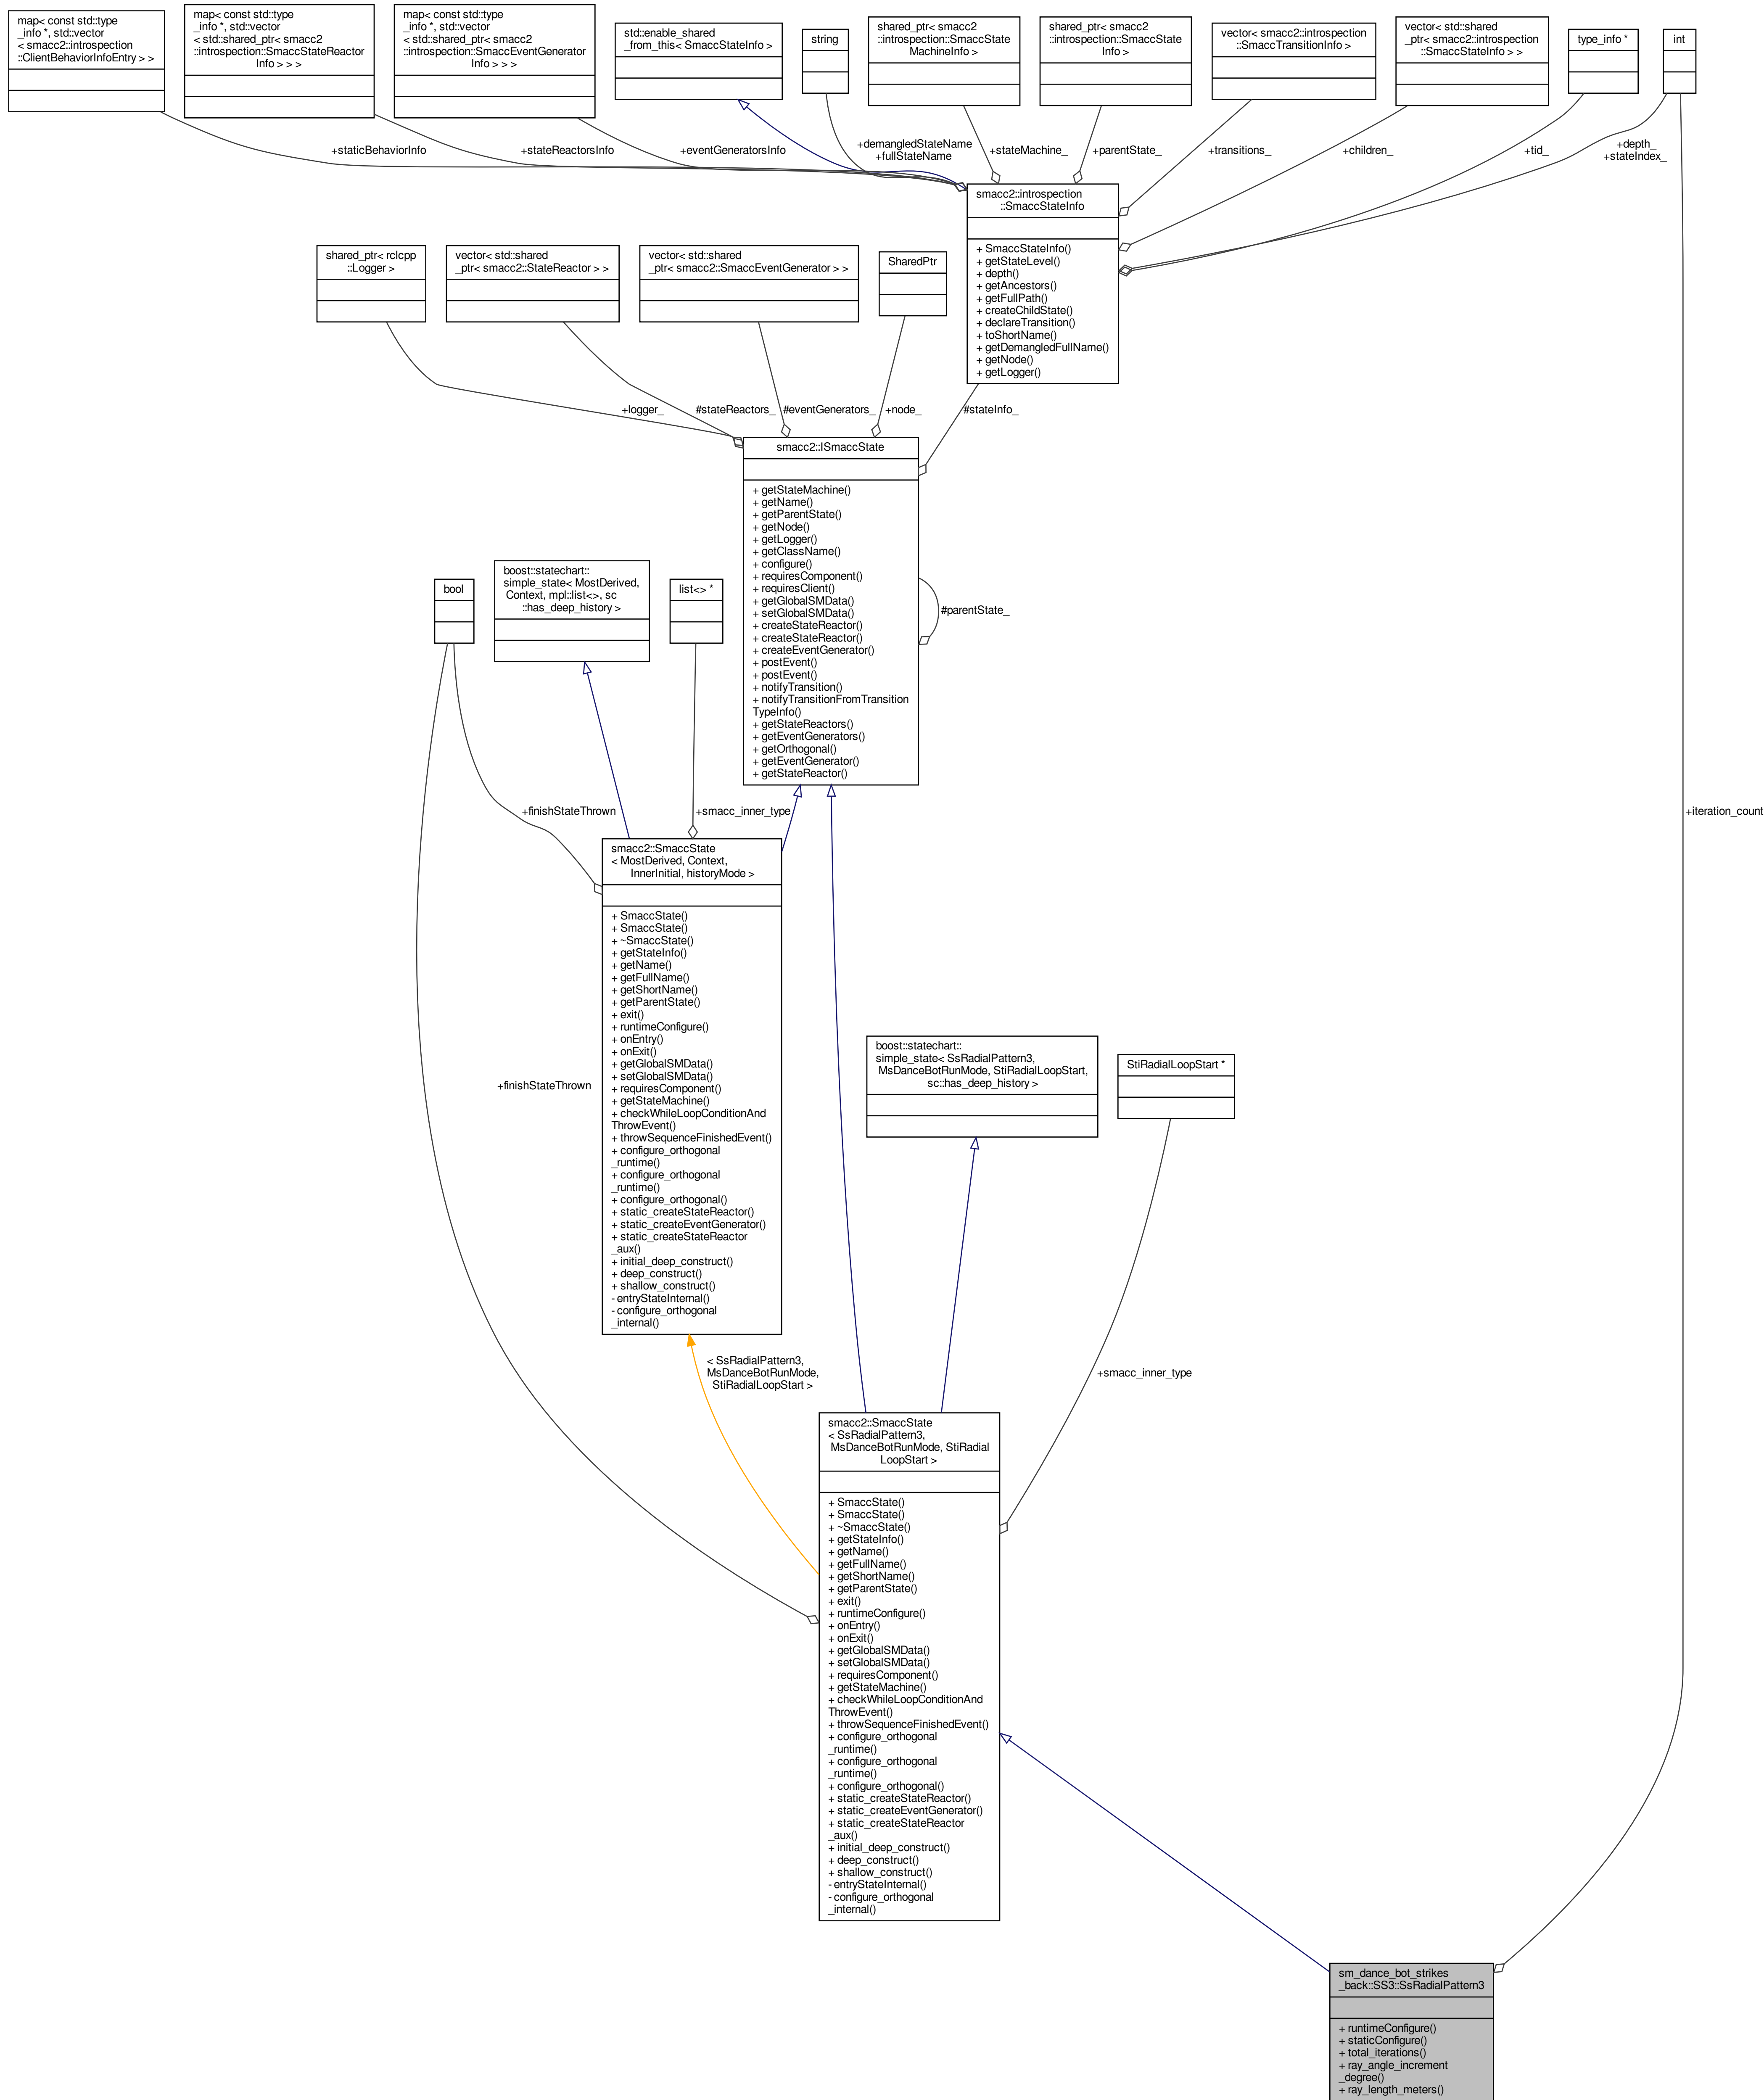 map< const std::type
_info *, std::vector
< smacc2::introspection
::ClientBehaviorInfoEntry > >
map< const std::type
_info *, std::vector
< std::shared_ptr< smacc2
::introspection::SmaccStateReactor
Info > > >
map< const std::type
_info *, std::vector
< std::shared_ptr< smacc2
::introspection::SmaccEventGenerator
Info > > >
std::enable_shared
_from_this< SmaccStateInfo >
string
shared_ptr< smacc2
::introspection::SmaccState
MachineInfo >
shared_ptr< smacc2
::introspection::SmaccState
Info >
vector< smacc2::introspection
::SmaccTransitionInfo >
vector< std::shared
_ptr< smacc2::introspection
::SmaccStateInfo > >
type_info *
int
+staticBehaviorInfo
+stateReactorsInfo
+eventGeneratorsInfo
+demangledStateName
+fullStateName
+stateMachine_
+parentState_
+transitions_
+children_
+tid_
+depth_
+stateIndex_
smacc2::introspection
::SmaccStateInfo
+ SmaccStateInfo()
+ getStateLevel()
+ depth()
+ getAncestors()
+ getFullPath()
+ createChildState()
+ declareTransition()
+ toShortName()
+ getDemangledFullName()
+ getNode()
+ getLogger()
shared_ptr< rclcpp
::Logger >
vector< std::shared
_ptr< smacc2::StateReactor > >
vector< std::shared
_ptr< smacc2::SmaccEventGenerator > >
SharedPtr
+logger_
#stateReactors_
#eventGenerators_
+node_
#stateInfo_
smacc2::ISmaccState
+ getStateMachine()
+ getName()
+ getParentState()
+ getNode()
+ getLogger()
+ getClassName()
+ configure()
+ requiresComponent()
+ requiresClient()
+ getGlobalSMData()
+ setGlobalSMData()
+ createStateReactor()
+ createStateReactor()
+ createEventGenerator()
+ postEvent()
+ postEvent()
+ notifyTransition()
+ notifyTransitionFromTransition
TypeInfo()
+ getStateReactors()
+ getEventGenerators()
+ getOrthogonal()
+ getEventGenerator()
+ getStateReactor()
#parentState_
bool
boost::statechart::
simple_state< MostDerived,
Context, mpl::list<>, sc
::has_deep_history >
list<> *
+finishStateThrown
+smacc_inner_type
+iteration_count
smacc2::SmaccState
< MostDerived, Context,
InnerInitial, historyMode >
+ SmaccState()
+ SmaccState()
+ ~SmaccState()
+ getStateInfo()
+ getName()
+ getFullName()
+ getShortName()
+ getParentState()
+ exit()
+ runtimeConfigure()
+ onEntry()
+ onExit()
+ getGlobalSMData()
+ setGlobalSMData()
+ requiresComponent()
+ getStateMachine()
+ checkWhileLoopConditionAnd
ThrowEvent()
+ throwSequenceFinishedEvent()
+ configure_orthogonal
_runtime()
+ configure_orthogonal
_runtime()
+ configure_orthogonal()
+ static_createStateReactor()
+ static_createEventGenerator()
+ static_createStateReactor
_aux()
+ initial_deep_construct()
+ deep_construct()
+ shallow_construct()
- entryStateInternal()
- configure_orthogonal
_internal()
+finishStateThrown
boost::statechart::
simple_state< SsRadialPattern3,
MsDanceBotRunMode, StiRadialLoopStart,
sc::has_deep_history >
StiRadialLoopStart *
< SsRadialPattern3,
MsDanceBotRunMode,
StiRadialLoopStart >
+smacc_inner_type
smacc2::SmaccState
< SsRadialPattern3,
MsDanceBotRunMode, StiRadial
LoopStart >
+ SmaccState()
+ SmaccState()
+ ~SmaccState()
+ getStateInfo()
+ getName()
+ getFullName()
+ getShortName()
+ getParentState()
+ exit()
+ runtimeConfigure()
+ onEntry()
+ onExit()
+ getGlobalSMData()
+ setGlobalSMData()
+ requiresComponent()
+ getStateMachine()
+ checkWhileLoopConditionAnd
ThrowEvent()
+ throwSequenceFinishedEvent()
+ configure_orthogonal
_runtime()
+ configure_orthogonal
_runtime()
+ configure_orthogonal()
+ static_createStateReactor()
+ static_createEventGenerator()
+ static_createStateReactor
_aux()
+ initial_deep_construct()
+ deep_construct()
+ shallow_construct()
- entryStateInternal()
- configure_orthogonal
_internal()
sm_dance_bot_strikes
_back::SS3::SsRadialPattern3
+ runtimeConfigure()
+ staticConfigure()
+ total_iterations()
+ ray_angle_increment
_degree()
+ ray_length_meters()